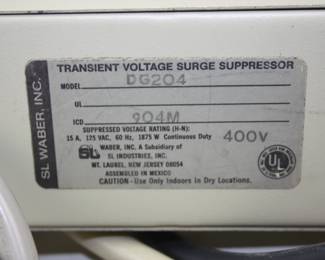 SL WABER, INC.
TRANSIENT VOLTAGE SURGE SUPPRESSOR
MODEL DG204
UL
ICD 904M
SUPPRESSED VOLTAGE RATING (H-N):
15 A, 125 VAC, 60 Hz, 1875 W Continuous Duty 400V
SL WABER, INC. A Subsidiary of
SL INDUSTRIEZ, INC.
MT. LAUREL, NEW JERSEY 08054
ASSEMBLED IN MEXICO
CAUTION - Use Only Indoors in Dry Locations.
UL